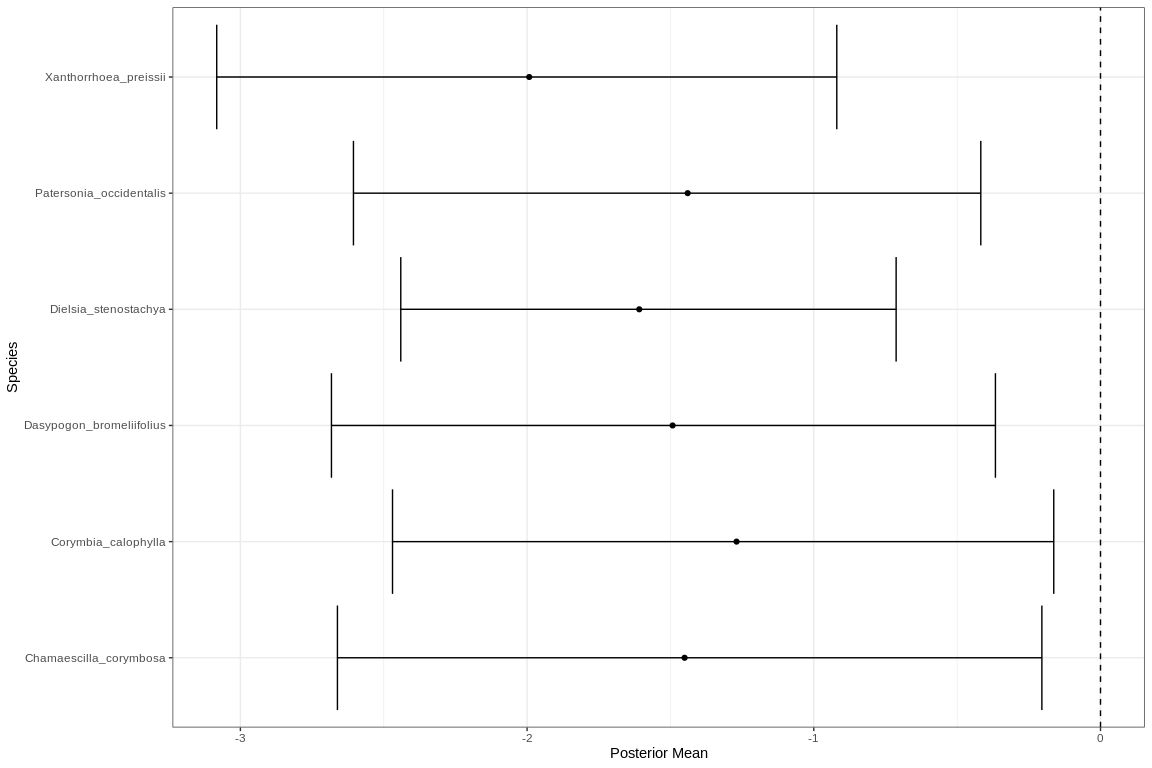 Xanthorrhoea_preissii
Patersonia_occidentalis
Dielsia_stenostachya
Dasypogon_bromeliifolius
Corymbia_calophylla
Chamaescilla_corymbosa
Species
-3 -2 -1 0
Posterior Mean